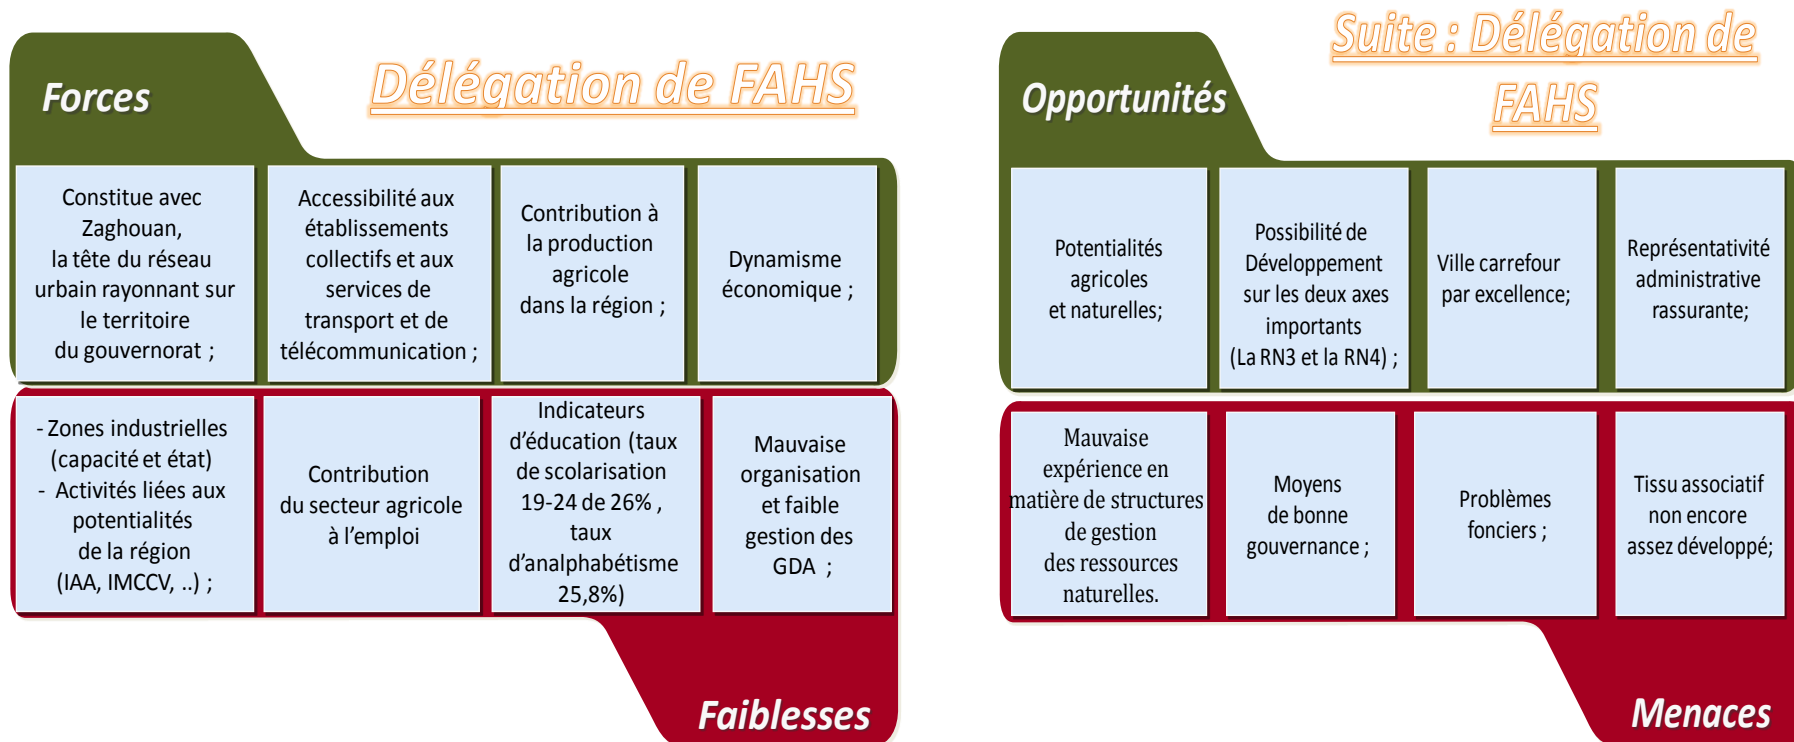 Délégation de FAHS
Forces
Constitue avec
Zaghouan,
la tête du réseau
urbain rayonnant sur
le territoire
du gouvernorat ;
Accessibilité aux
établissements
collectifs et aux
services de
transport et de
télécommunication ;
Contribution à
la production
agricole
dans la région ;
Dynamisme
économique ;
- Zones industrielles
(capacité et état)
- Activités liées aux
potentialités
de la région
(IAA, IMCCV, ..) ;
Contribution
du secteur agricole
à l’emploi
Indicateurs
d’éducation (taux
de scolarisation
19-24 de 26% ,
taux
d’analphabétisme
25,8%)
Mauvaise
organisation
et faible
gestion des
GDA ;
Faiblesses
Suite : Délégation de
FAHS
Opportunités
Potentialités
agricoles
et naturelles;
Possibilité de
Développement
sur les deux axes
importants
(La RN3 et la RN4) ;
Ville carrefour
par excellence;
Représentativité
administrative
rassurante;
Mauvaise
expérience en
matière de structures
de gestion
des ressources
naturelles.
Moyens
de bonne
gouvernance ;
Problèmes
fonciers ;
Tissu associatif
non encore
assez développé;
Menaces